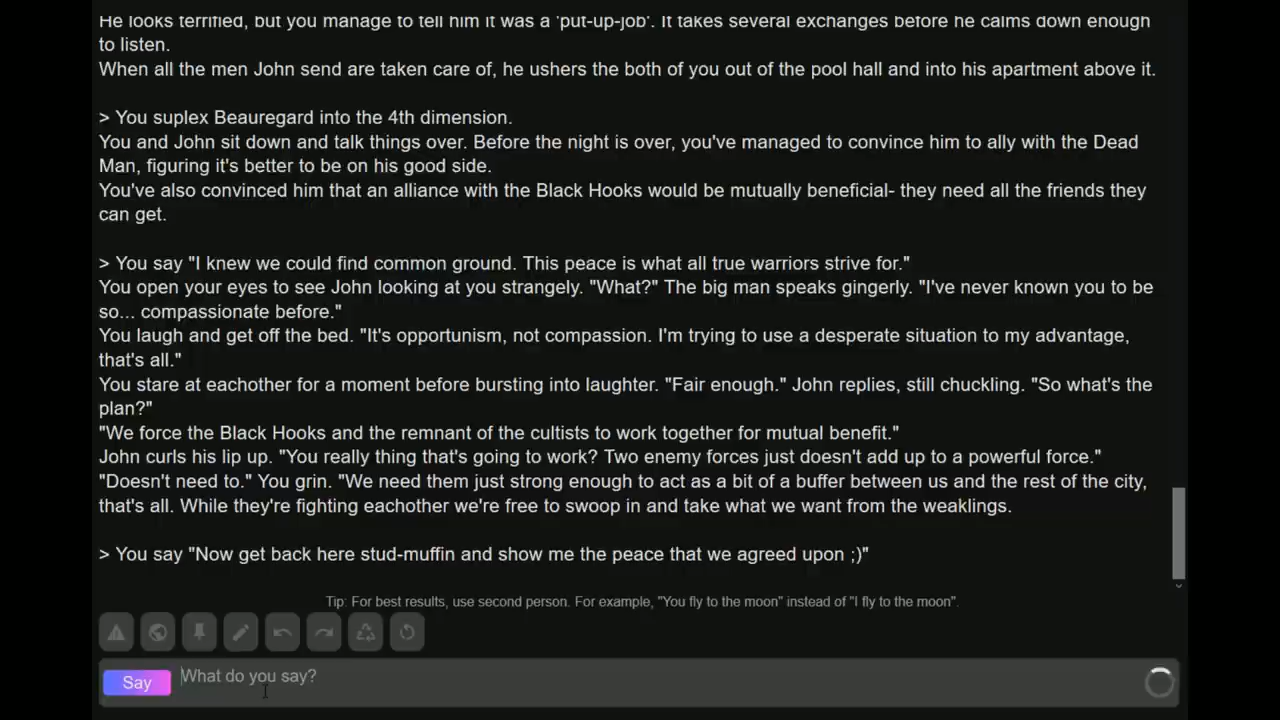 He looks terrified, but you manage to tell him it was a 'put-up-job'. It takes several exchanges before he calms down enough
to listen.
When all the men John send are taken care of, he ushers the both of you out of the pool hall and into his apartment above it.
> You suplex Beauregard into the 4th dimension.
You and John sit down and talk things over. Before the night is over, you've managed to convince him to ally with the Dead
Man, figuring it's better to be on his good side.
You've also convinced him that an alliance with the Black Hooks would be mutually beneficial- they need all the friends they
can get.
> You say "I knew we could find common ground. This peace is what all true warriors strive for."
You open your eyes to see John looking at you strangely. "What?" The big man speaks gingerly. "I've never known you to be
so... compassionate before."
You laugh and get off the bed. "It's opportunism, not compassion. I'm trying to use a desperate situation to my advantage,
that's all."
You stare at eachother for a moment before bursting into laughter. "Fair enough." John replies, still chuckling. "So what's the
plan?"
"We force the Black Hooks and the remnant of the cultists to work together for mutual benefit."
John curls his lip up. "You really thing that's going to work? Two enemy forces just doesn't add up to a powerful force."
"Doesn't need to." You grin. "We need them just strong enough to act as a bit of a buffer between us and the rest of the city,
that's all. While they're fighting eachother we're free to swoop in and take what we want from the weaklings.
> You say "Now get back here stud-muffin and show me the peace that we agreed upon ;)"
Tip: For best results, use second person. For example, "You fly to the moon" instead of "I fly to the moon".
Say What do you say?